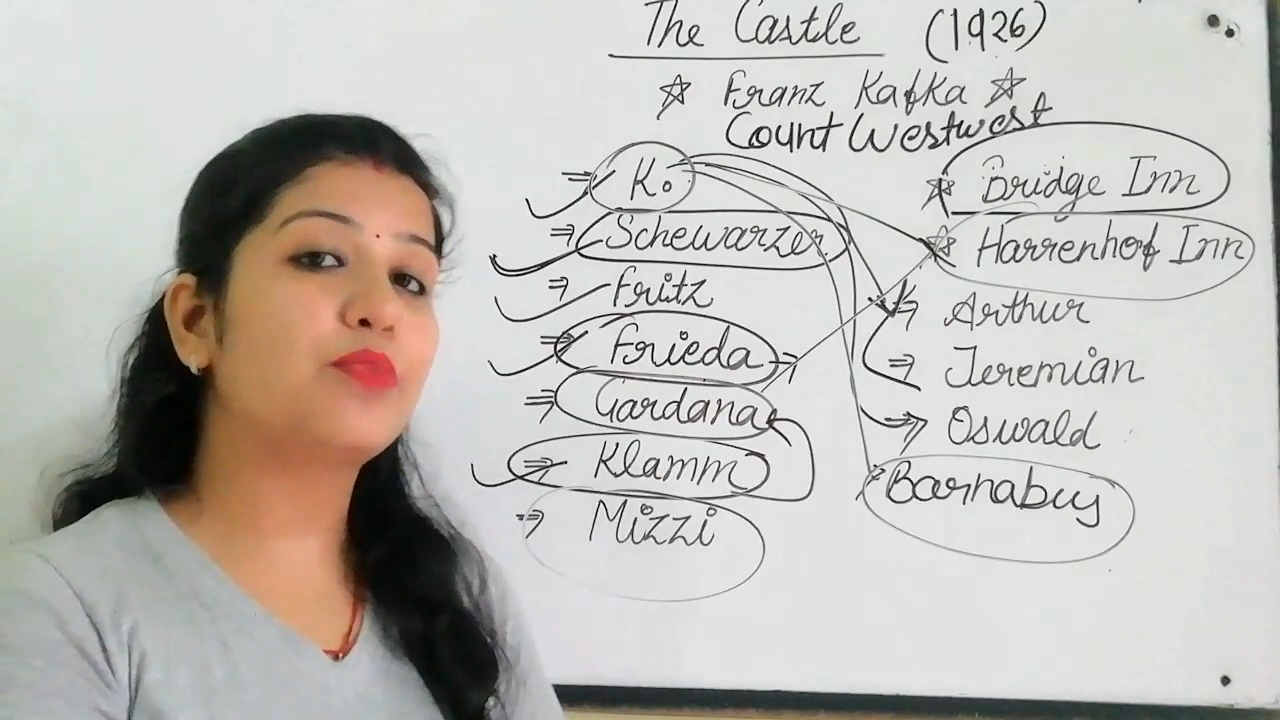 The Castle (1926)
☆ Franz Kafka ☆
Count Westwest
⇒ K.
⇒ Schewarzer
⇒ Fritz
⇒ Frieda
⇒ Gardana
⇒ Klamm
⇒ Mizzi
☆ Bridge Inn
☆ Harrenhof Inn
⇒ Arthur
⇒ Jeremian
⇒ Oswald
Barnabus